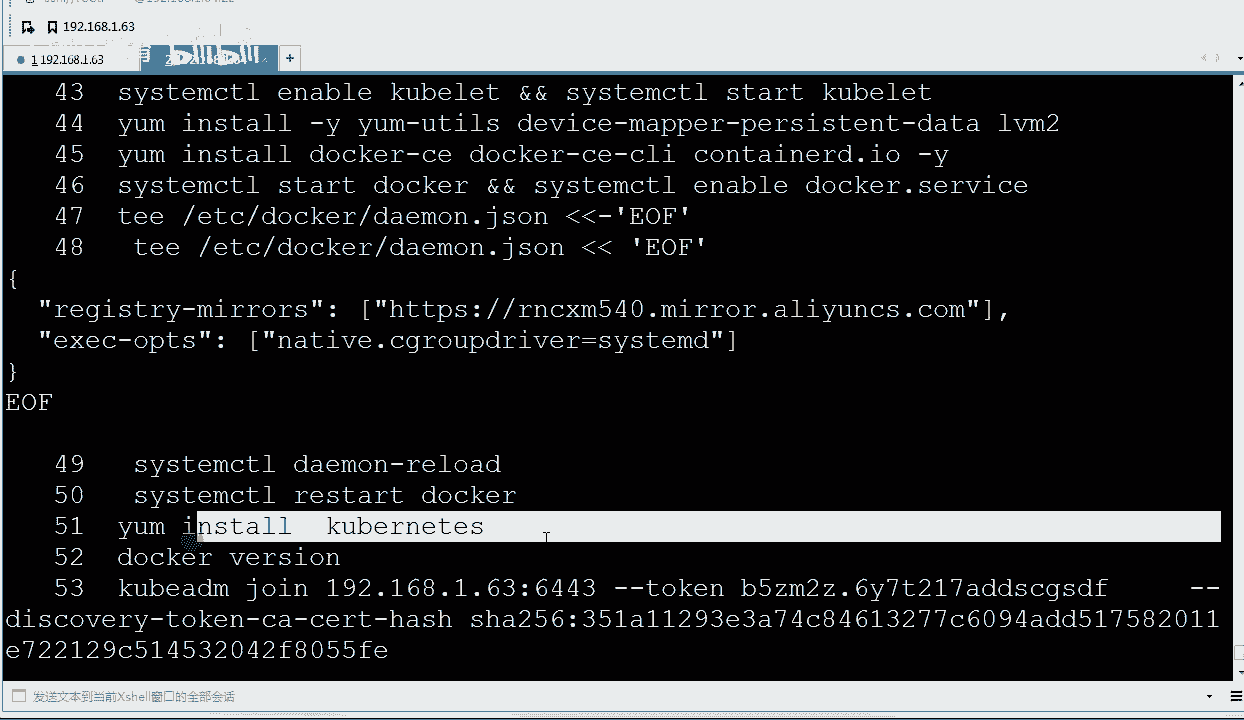 192.168.1.63
1 192.168.1.63
+
43 systemctl enable kubelet && systemctl start kubelet
44 yum install -y yum-utils device-mapper-persistent-data lvm2
45 yum install docker-ce docker-ce-cli containerd.io -y
46 systemctl start docker && systemctl enable docker.service
47 tee /etc/docker/daemon.json <<-'EOF'
48 tee /etc/docker/daemon.json << 'EOF'
{
"registry-mirrors": ["https://rncxm540.mirror.aliyuncs.com"],
"exec-opts": ["native.cgroupdriver=systemd"]
}
EOF
49 systemctl daemon-reload
50 systemctl restart docker
51 yum install kubernetes
52 docker version
53 kubeadm join 192.168.1.63:6443 --token b5zm2z.6y7t217addscgsdf --
discovery-token-ca-cert-hash sha256:351a11293e3a74c84613277c6094add517582011
e722129c514532042f8055fe
发送文本到当前Xshell窗口的全部会话